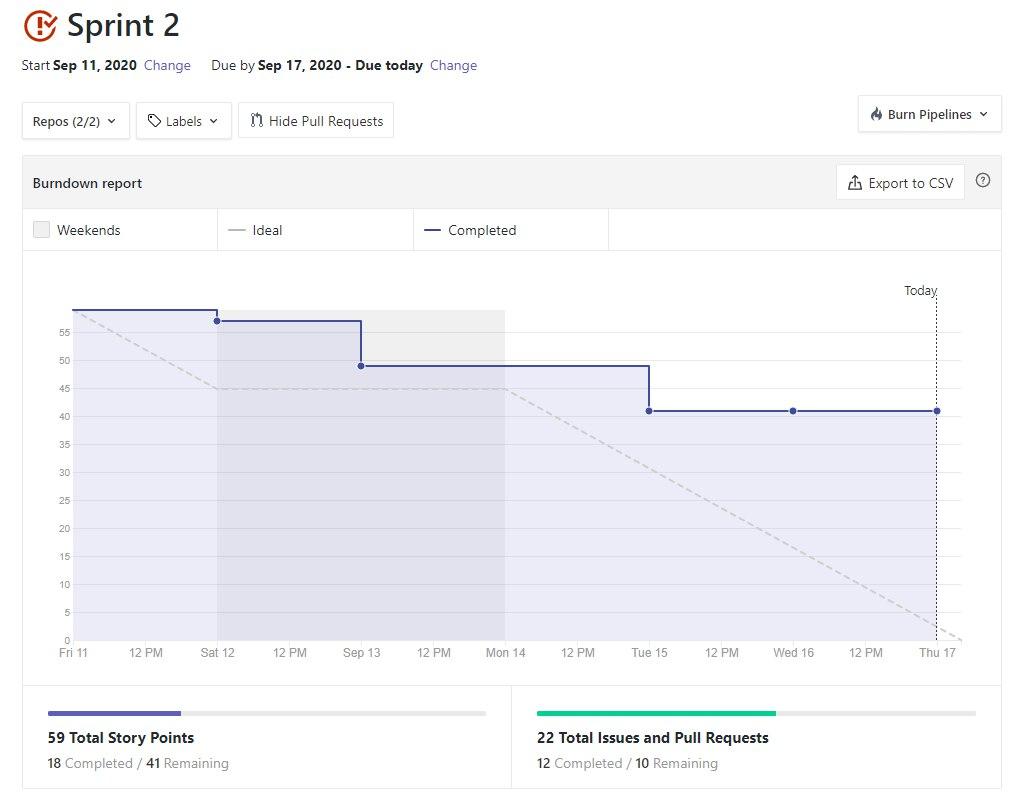 Sprint 2
Start Sep 11, 2020 Change Due by Sep 17, 2020 - Due today Change
Repos (2/2) Labels Hide Pull Requests Burn Pipelines
Burndown report Export to CSV ?
Weekends Ideal Completed
Today
55
50
45
40
35
30
25
20
15
10
5
0
Fri 11 12 PM Sat 12 12 PM Sep 13 12 PM Mon 14 12 PM Tue 15 12 PM Wed 16 12 PM Thu 17
59 Total Story Points 22 Total Issues and Pull Requests
18 Completed / 41 Remaining 12 Completed / 10 Remaining